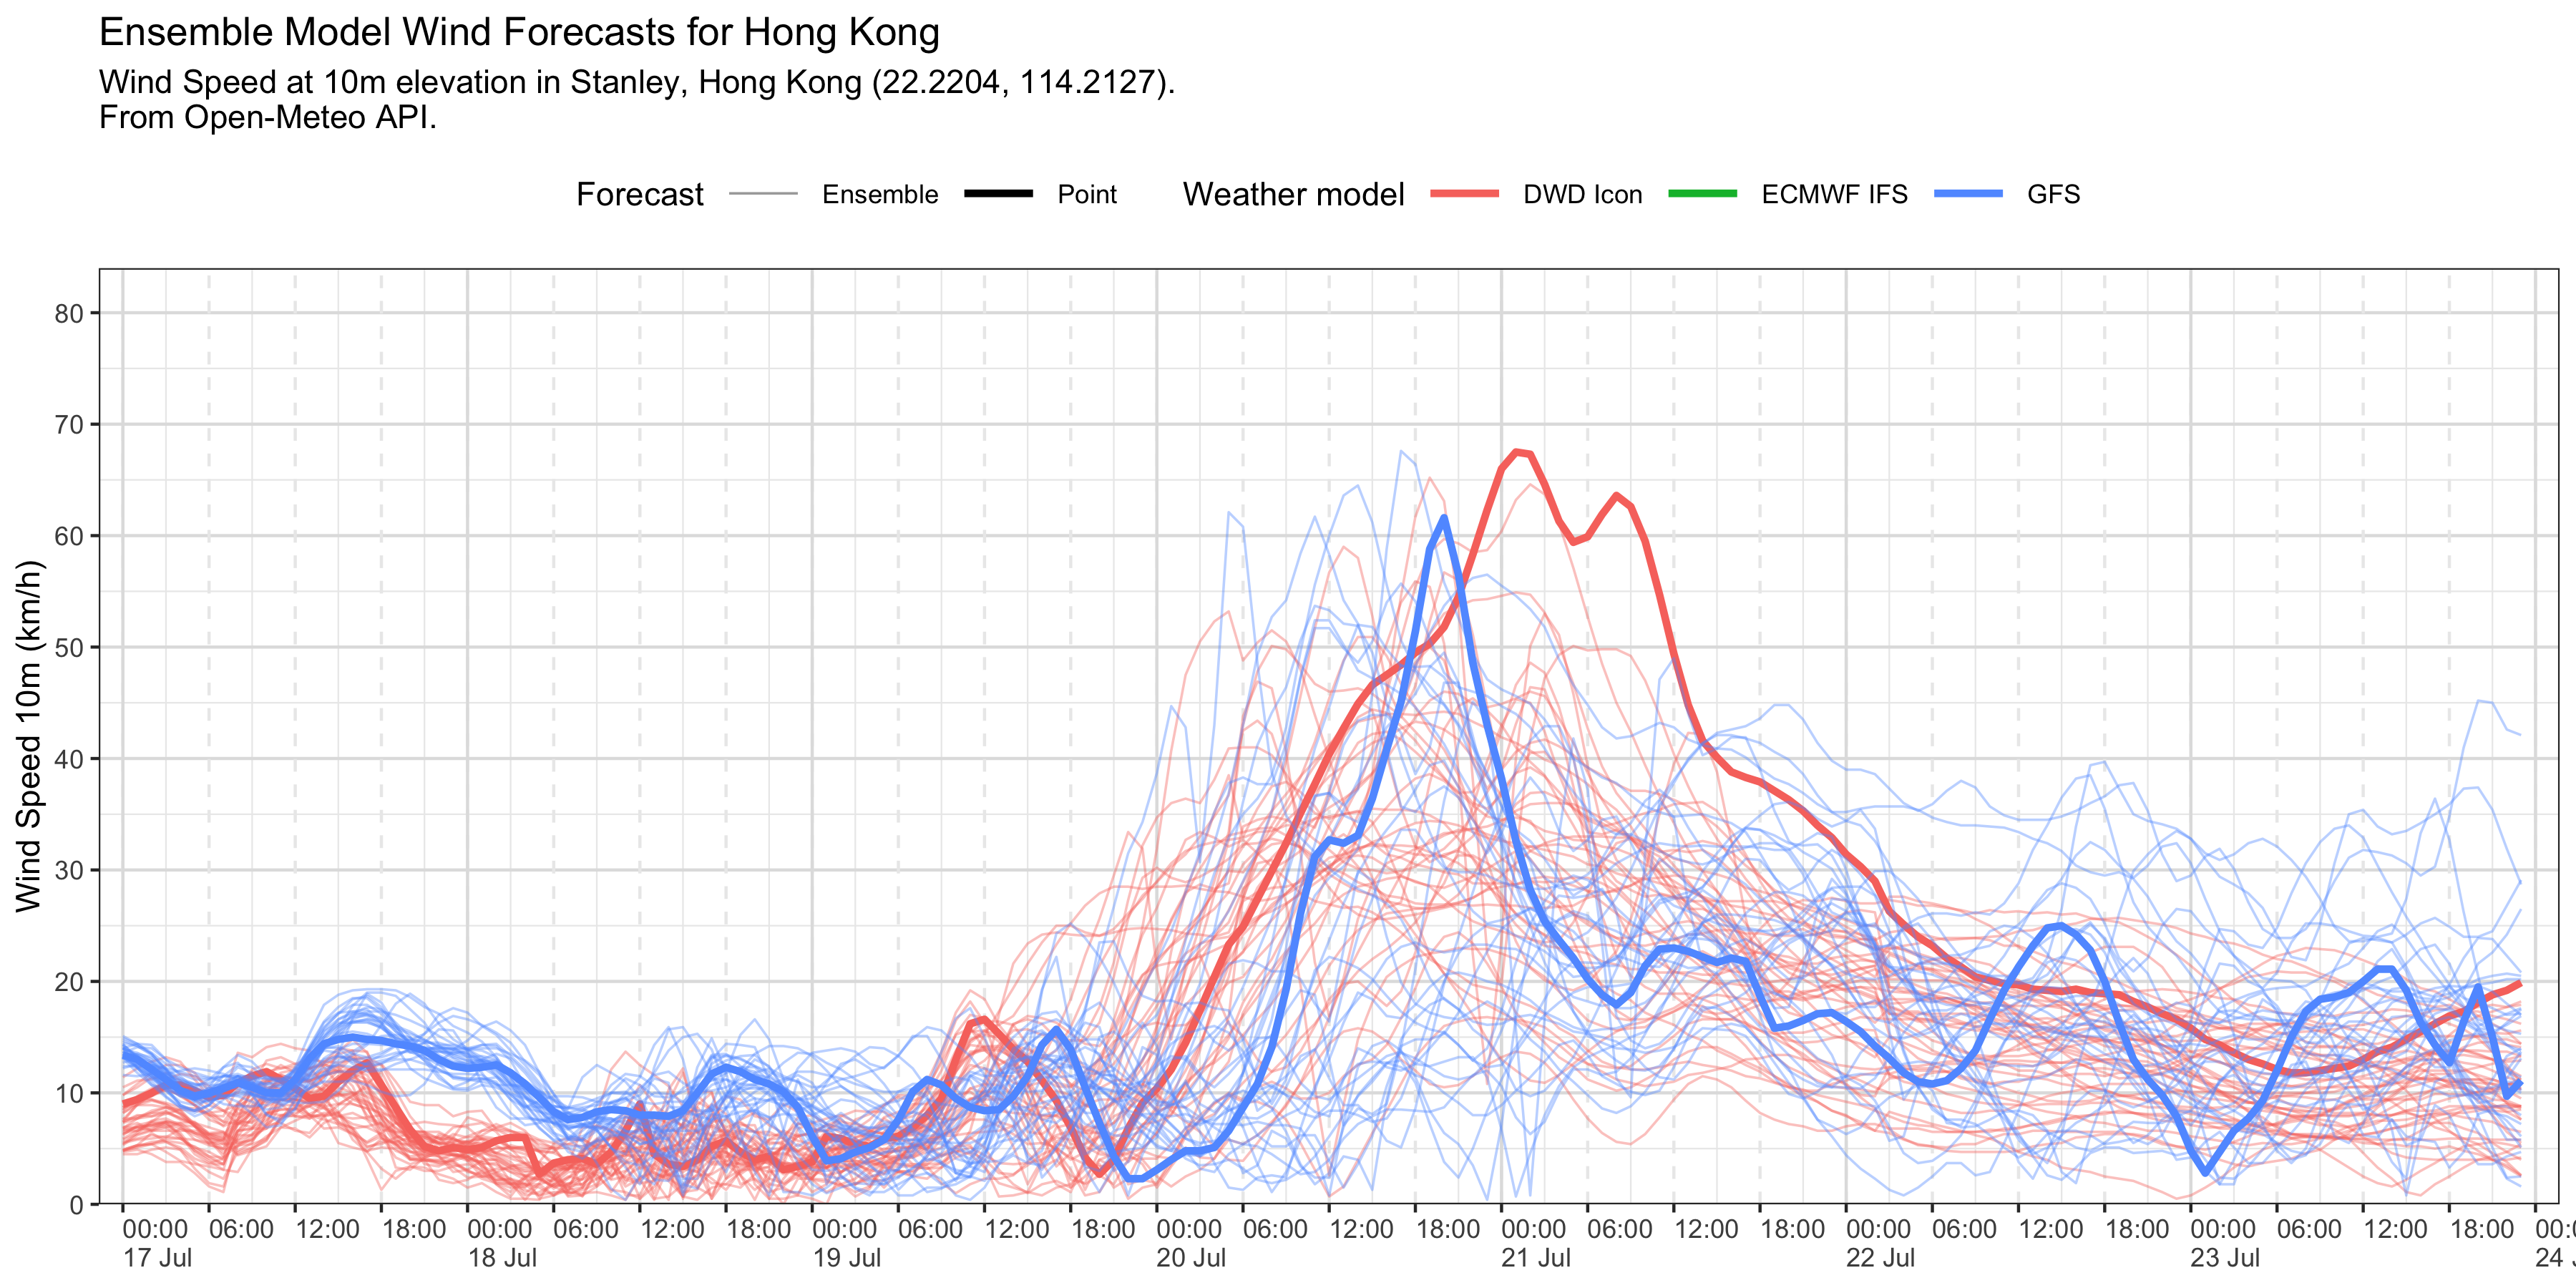 Ensemble Model Wind Forecasts for Hong Kong
Wind Speed at 10m elevation in Stanley, Hong Kong (22.2204, 114.2127).
From Open-Meteo API.
Forecast Ensemble Point Weather model DWD Icon ECMWF IFS GFS
Wind Speed 10m (km/h)
80
70
60
50
40
30
20
10
0
00:00 06:00 12:00 18:00 00:00 06:00 12:00 18:00 00:00 06:00 12:00 18:00 00:00 06:00 12:00 18:00 00:00 06:00 12:00 18:00 00:00 06:00 12:00 18:00 00:00 06:00 12:00 18:00 00:
17 Jul 18 Jul 19 Jul 20 Jul 21 Jul 22 Jul 23 Jul 24